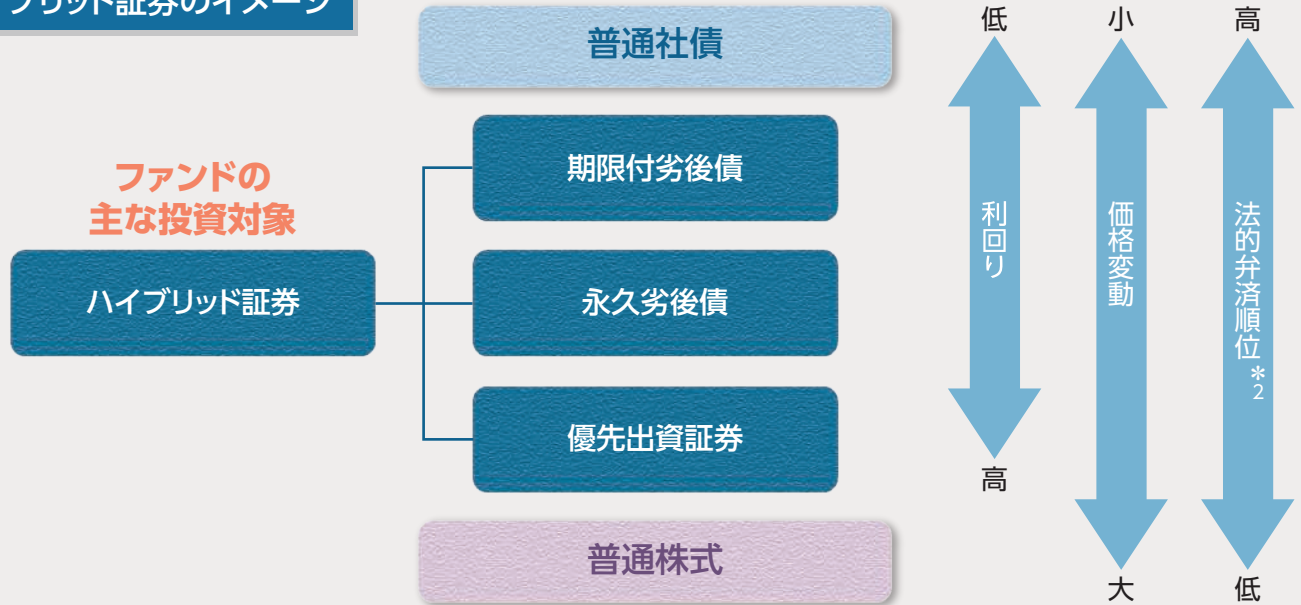 ブリッド証券のイメージ
普通社債
期限付劣後債
ファンドの
主な投資対象
ハイブリッド証券
永久劣後債
優先出資証券
普通株式
低
利回り
高
小
価格変動
大
高
法的弁済順位*2
低